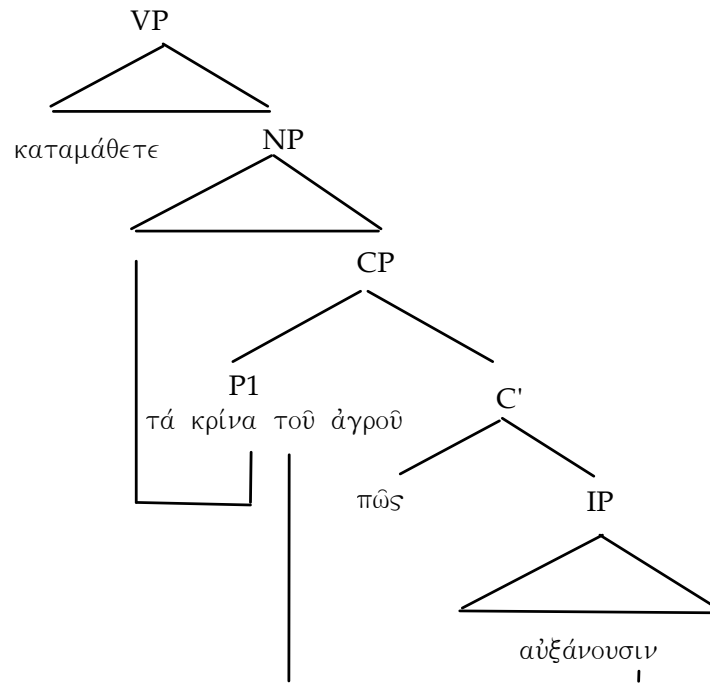 VP
καταμάθετε
NP
CP
P1
C'
τά κρίνα τοῦ ἀγροῦ
πῶς
IP
αὐξάνουσιν